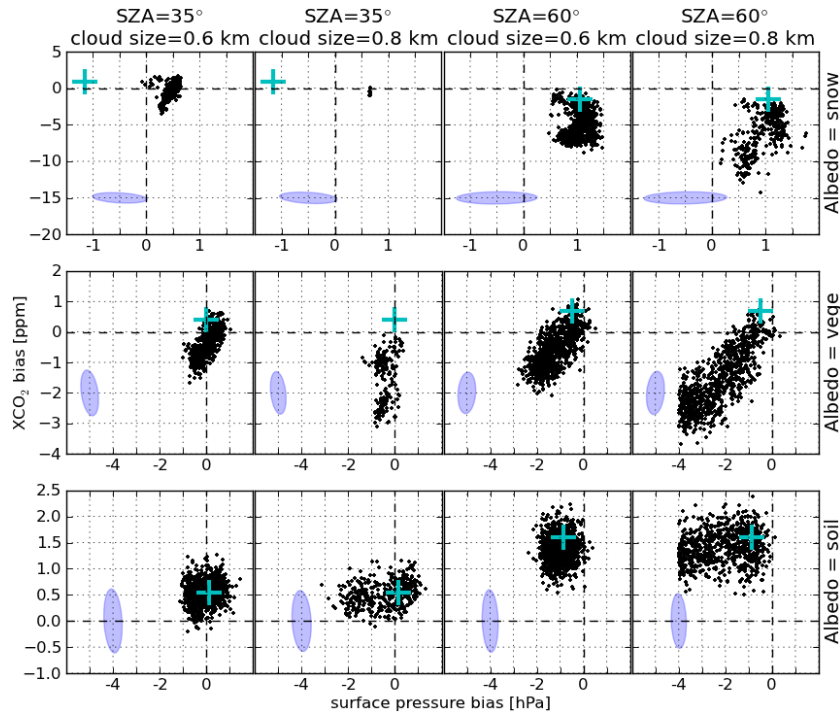 SZA=35° SZA=35° SZA=60° SZA=60°
cloud size=0.6 km cloud size=0.8 km cloud size=0.6 km cloud size=0.8 km
5
0
-5
-10
-15
-20
-1 0 1 -1 0 1 -1 0 1 -1 0 1
Albedo = snow
2
1
0
-1
-2
-3
-4
XCO₂ bias [ppm]
-4 -2 0 -4 -2 0 -4 -2 0 -4 -2 0
Albedo = vege
2.5
2.0
1.5
1.0
0.5
0.0
-0.5
-1.0
-4 -2 0 -4 -2 0 -4 -2 0 -4 -2 0
Albedo = soil
surface pressure bias [hPa]